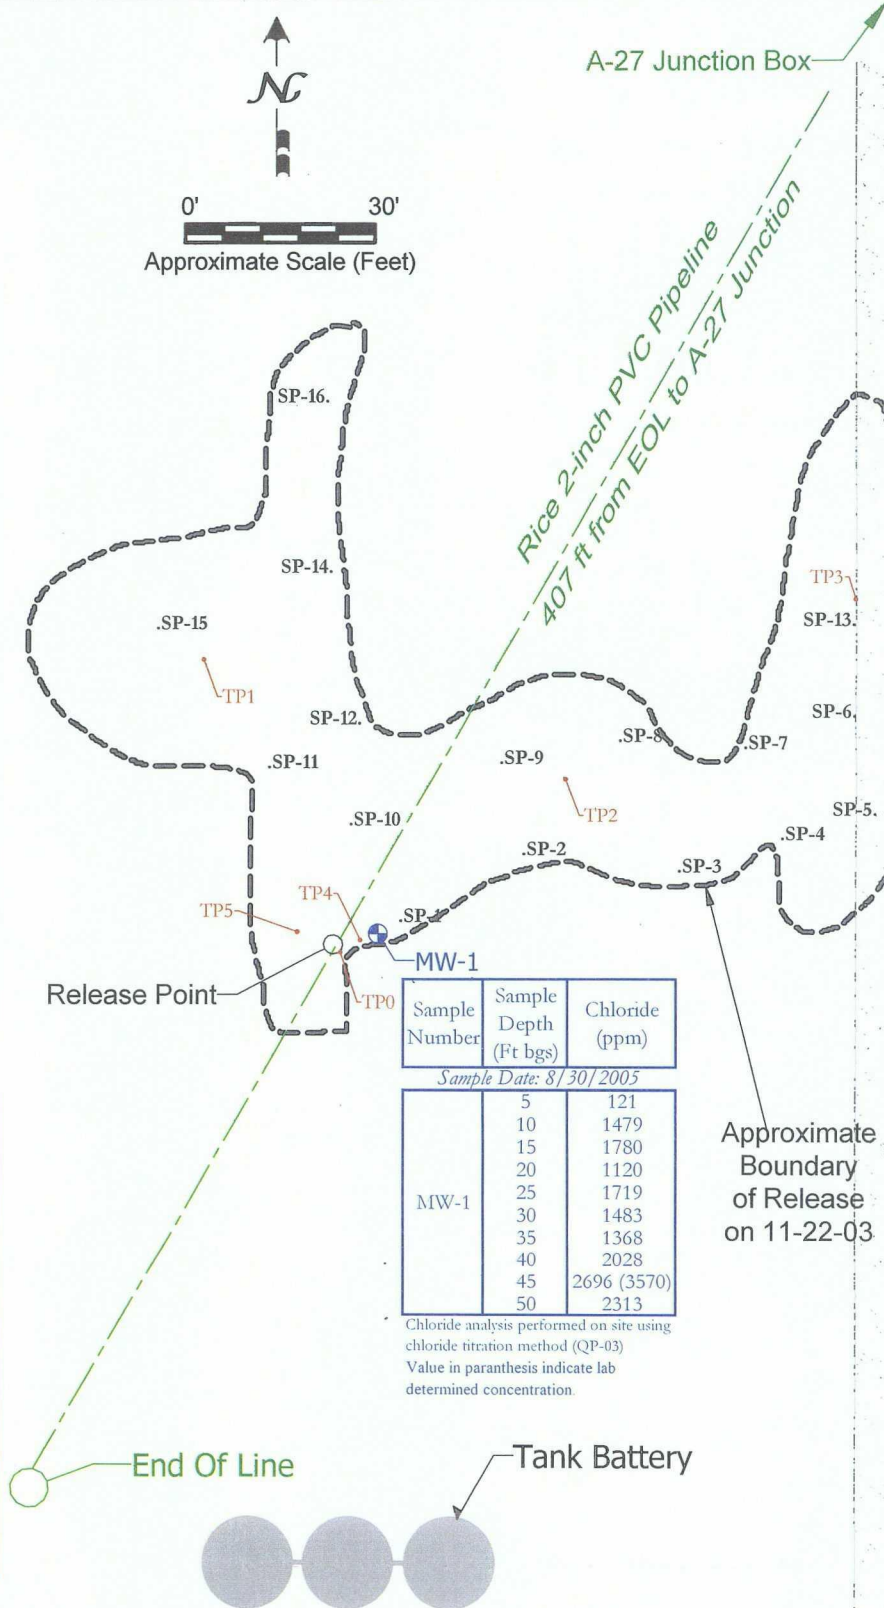 A-27 Junction Box
N
0' 30'
Approximate Scale (Feet)
Rice 2-inch PVC Pipeline
407 ft from EOL to A-27 Junction
SP-16.
SP-14.
TP3
.SP-15
SP-13.
TP1
SP-12.
SP-6.
SP-8
.SP-7
.SP-11
.SP-9
TP2
SP-5.
.SP-10
.SP-4
.SP-2
.SP-3
TP4
TP5
.SP-1
MW-1
Release Point
TP0
Sample Number
Sample Depth (Ft bgs)
Chloride (ppm)
Sample Date: 8/30/2005
MW-1
5 121
10 1479
15 1780
20 1120
25 1719
30 1483
35 1368
40 2028
45 2696 (3570)
50 2313
Chloride analysis performed on site using
chloride titration method (QP-03)
Value in paranthesis indicate lab
determined concentration.
Approximate
Boundary
of Release
on 11-22-03
End Of Line
Tank Battery